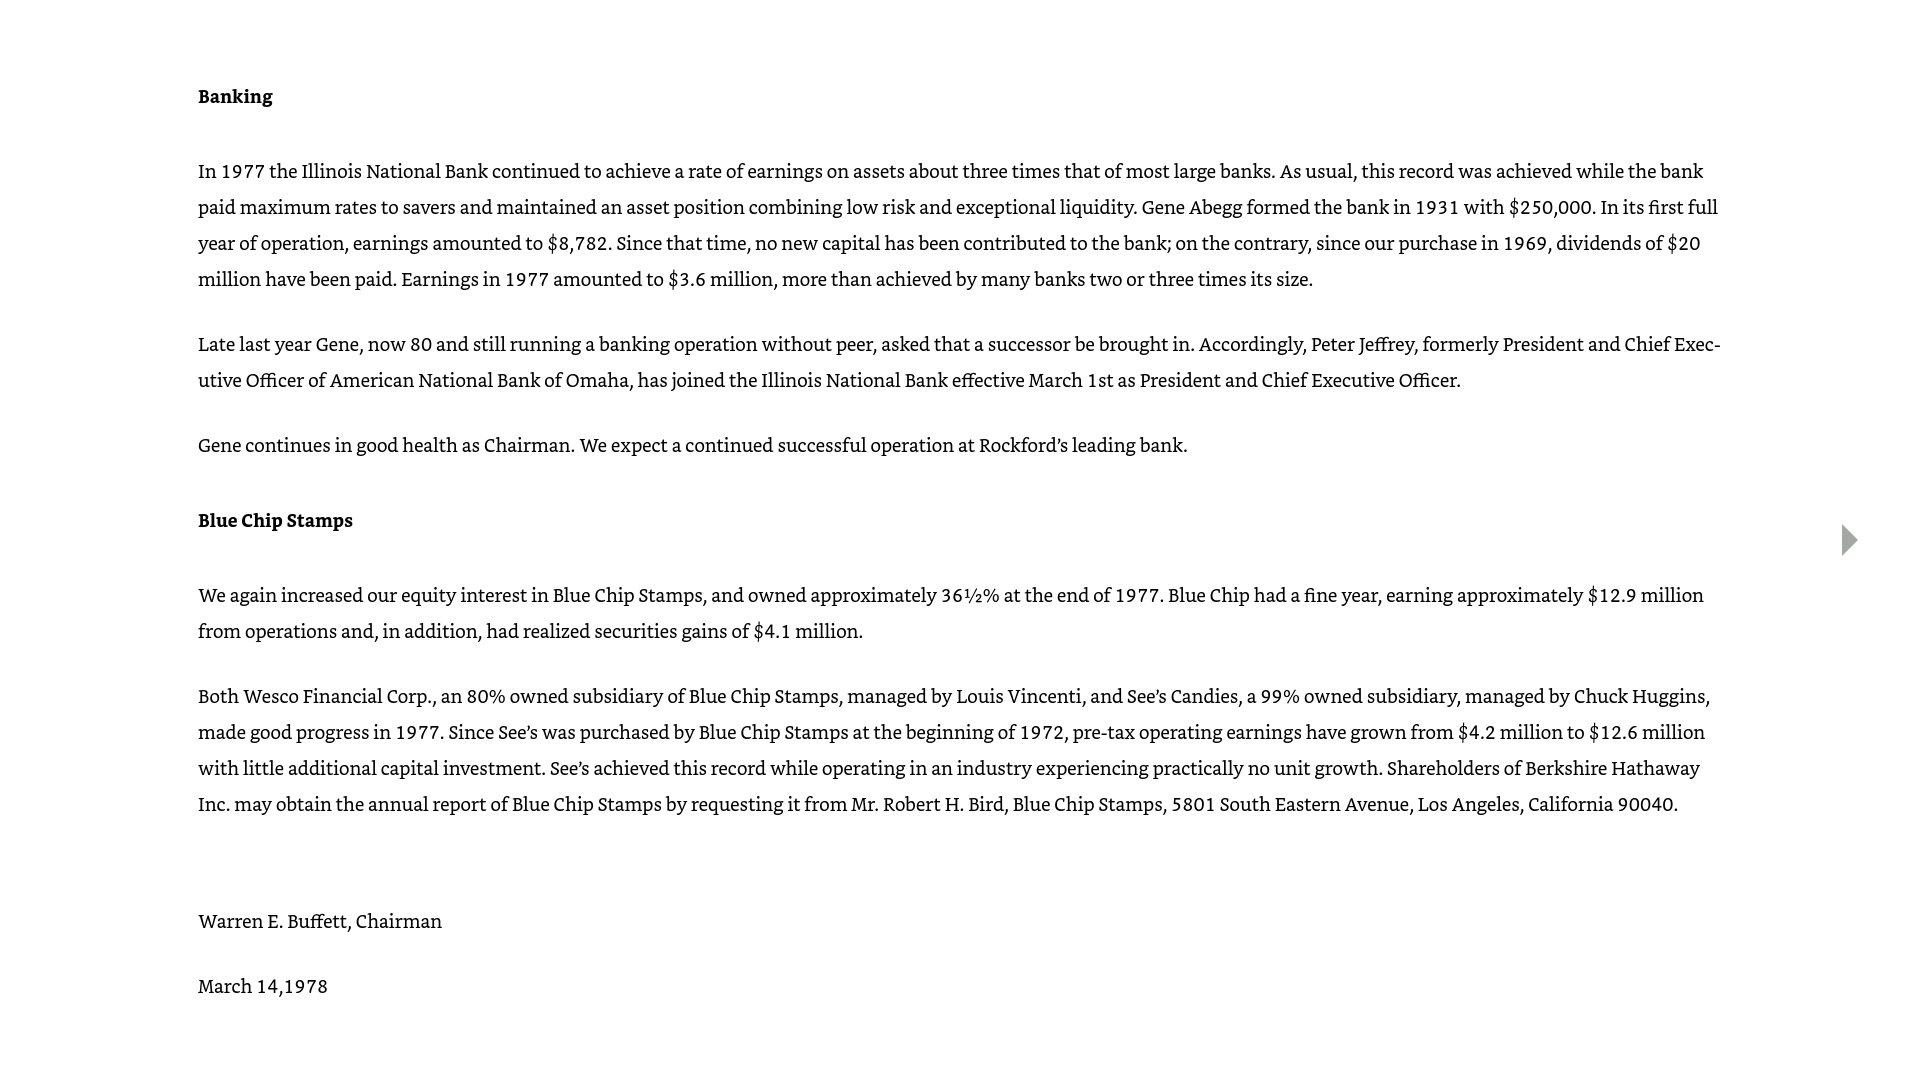 Banking
In 1977 the Illinois National Bank continued to achieve a rate of earnings on assets about three times that of most large banks. As usual, this record was achieved while the bank
paid maximum rates to savers and maintained an asset position combining low risk and exceptional liquidity. Gene Abegg formed the bank in 1931 with $250,000. In its first full
year of operation, earnings amounted to $8,782. Since that time, no new capital has been contributed to the bank; on the contrary, since our purchase in 1969, dividends of $20
million have been paid. Earnings in 1977 amounted to $3.6 million, more than achieved by many banks two or three times its size.
Late last year Gene, now 80 and still running a banking operation without peer, asked that a successor be brought in. Accordingly, Peter Jeffrey, formerly President and Chief Exec-
utive Officer of American National Bank of Omaha, has joined the Illinois National Bank effective March 1st as President and Chief Executive Officer.
Gene continues in good health as Chairman. We expect a continued successful operation at Rockford’s leading bank.
Blue Chip Stamps
We again increased our equity interest in Blue Chip Stamps, and owned approximately 36½% at the end of 1977. Blue Chip had a fine year, earning approximately $12.9 million
from operations and, in addition, had realized securities gains of $4.1 million.
Both Wesco Financial Corp., an 80% owned subsidiary of Blue Chip Stamps, managed by Louis Vincenti, and See’s Candies, a 99% owned subsidiary, managed by Chuck Huggins,
made good progress in 1977. Since See’s was purchased by Blue Chip Stamps at the beginning of 1972, pre-tax operating earnings have grown from $4.2 million to $12.6 million
with little additional capital investment. See’s achieved this record while operating in an industry experiencing practically no unit growth. Shareholders of Berkshire Hathaway
Inc. may obtain the annual report of Blue Chip Stamps by requesting it from Mr. Robert H. Bird, Blue Chip Stamps, 5801 South Eastern Avenue, Los Angeles, California 90040.
Warren E. Buffett, Chairman
March 14,1978